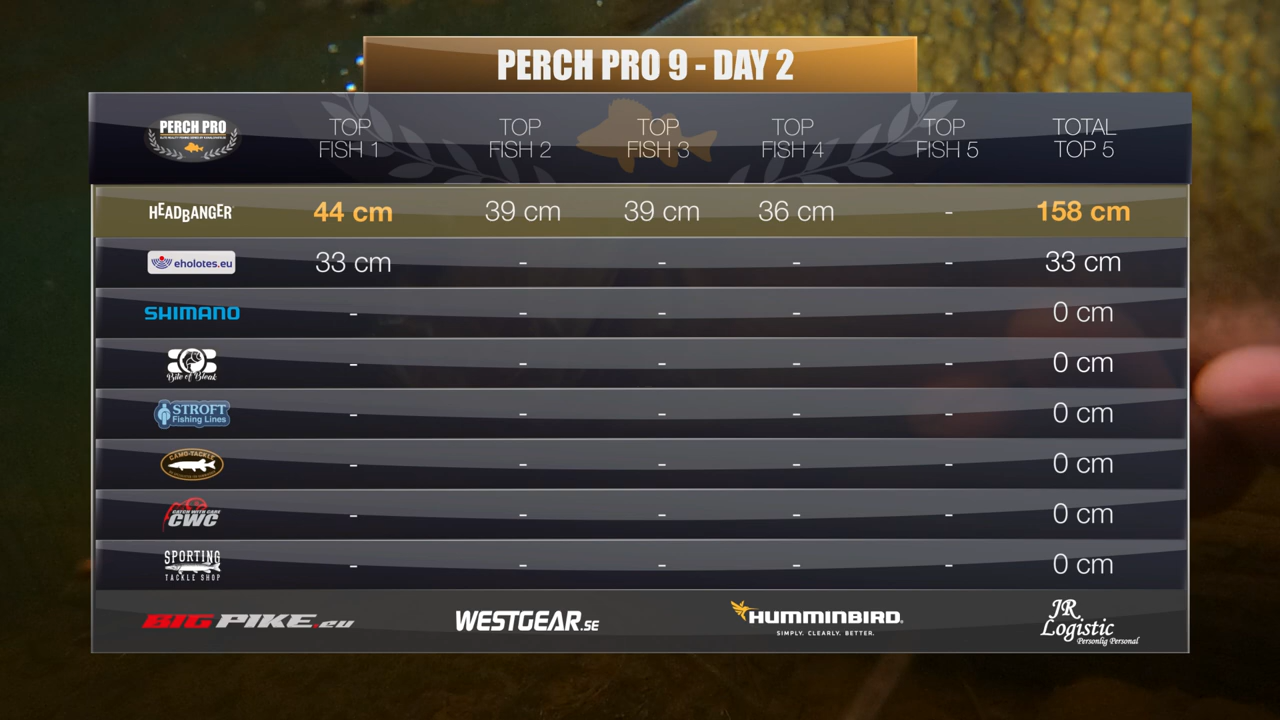 PERCH PRO 9 - DAY 2
PERCH PRO
TOP FISH 1
TOP FISH 2
TOP FISH 3
TOP FISH 4
TOP FISH 5
TOTAL TOP 5
HEADBANGER 44 cm 39 cm 39 cm 36 cm - 158 cm
eholotes.eu 33 cm - - - - 33 cm
SHIMANO - - - - - 0 cm
Bite of Bleak - - - - - 0 cm
STROFT Fishing Lines - - - - - 0 cm
CAMO-TACKLE - - - - - 0 cm
CATCH WITH CARE CWC - - - - - 0 cm
SPORTING TACKLE SHOP - - - - - 0 cm
BIG PIKE.eu
WESTGEAR.SE
HUMMINBIRD.
SIMPLY. CLEARLY. BETTER.
JR Logistic
Personlig Personal